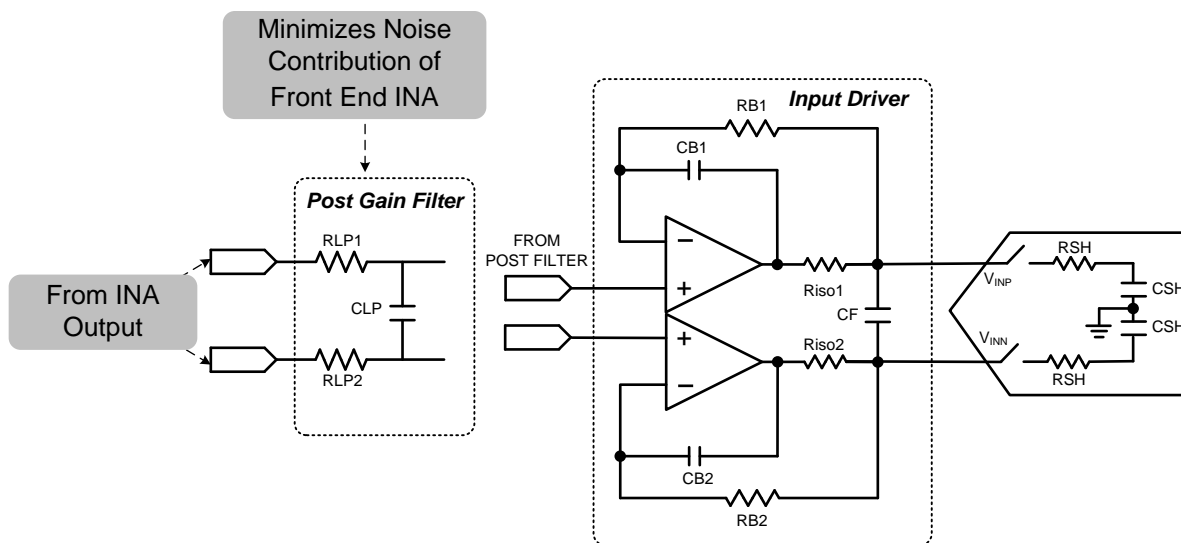 Minimizes Noise
Contribution of
Front End INA
Post Gain Filter
RLP1
CLP
RLP2
From INA
Output
Input Driver
RB1
CB1
FROM
POST FILTER
Riso1
CF
Riso2
CB2
RB2
VINP
RSH
CSH
CSH
VINN
RSH